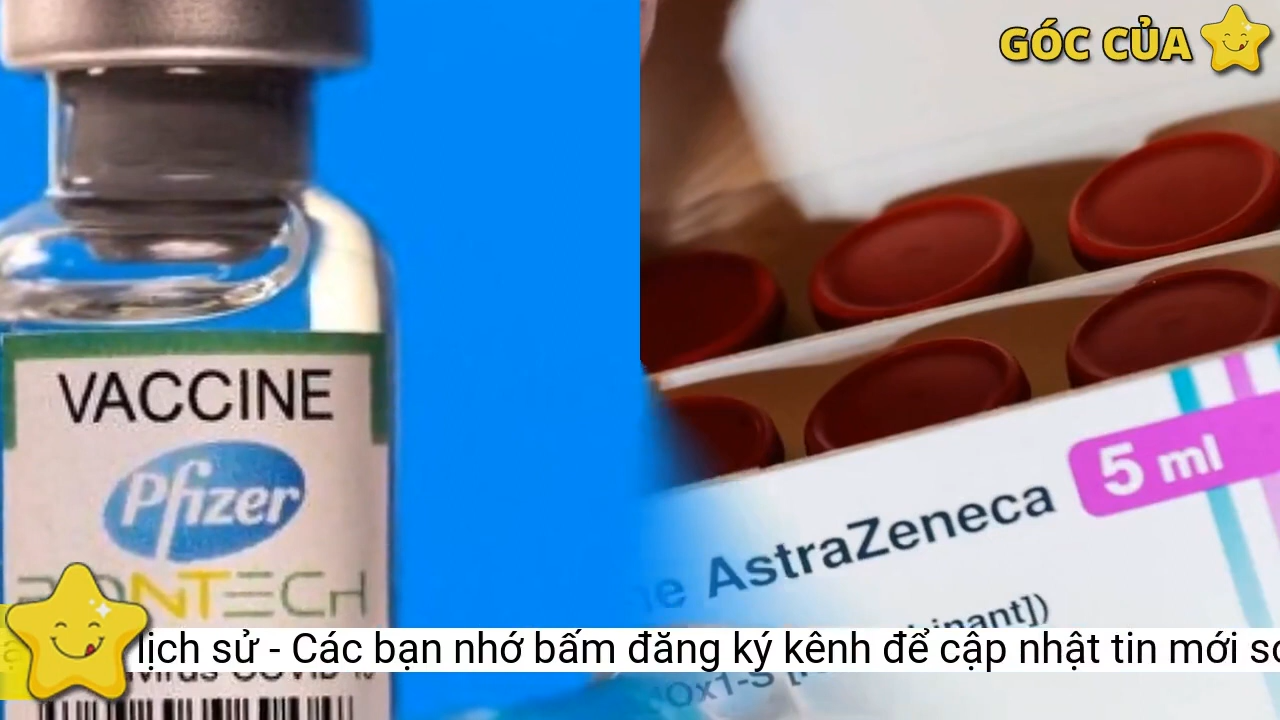 GÓC CỦA
VACCINE
Pfizer
BIONTECH
AstraZeneca
5 ml
lịch sử - Các bạn nhớ bấm đăng ký kênh để cập nhật tin mới